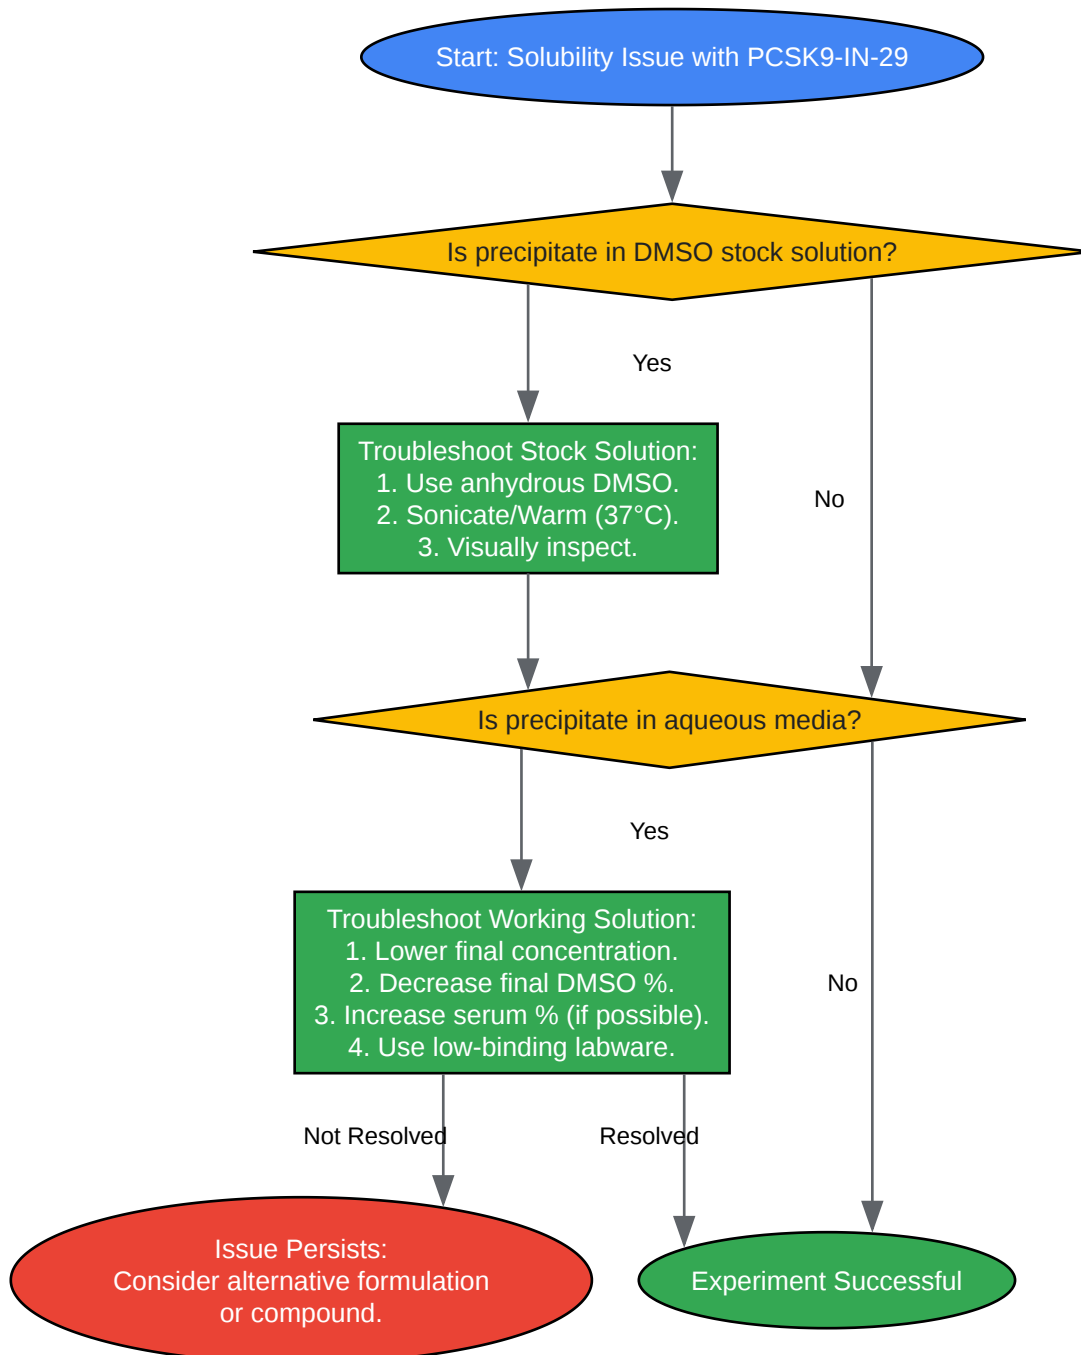 Start: Solubility Issue with PCSK9-IN-29
Is precipitate in DMSO stock solution?
Yes
Troubleshoot Stock Solution:
1. Use anhydrous DMSO.
2. Sonicate/Warm (37°C).
3. Visually inspect.
No
Is precipitate in aqueous media?
Yes
Troubleshoot Working Solution:
1. Lower final concentration.
2. Decrease final DMSO %.
3. Increase serum % (if possible).
4. Use low-binding labware.
No
Not Resolved
Resolved
Issue Persists:
Consider alternative formulation
or compound.
Experiment Successful